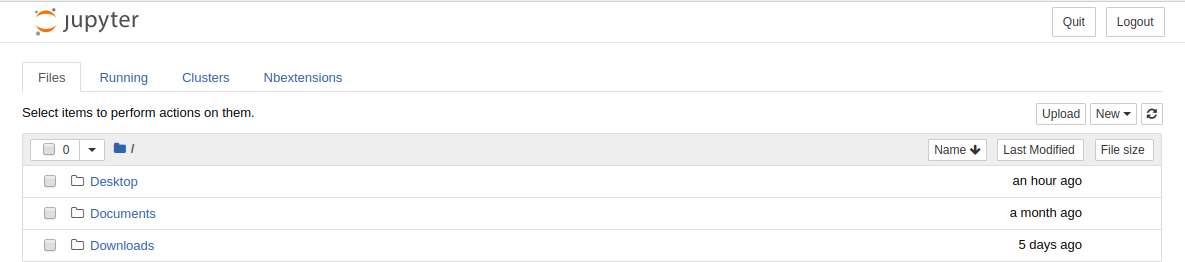 jupyter Quit Logout
Files Running Clusters Nbextensions
Select items to perform actions on them. Upload New
0 / Name Last Modified File size
Desktop an hour ago
Documents a month ago
Downloads 5 days ago